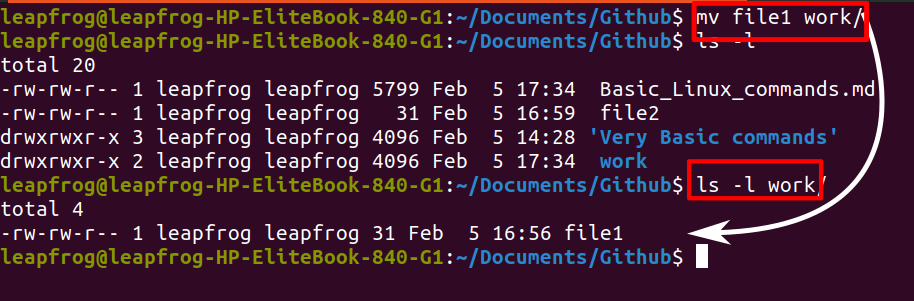 leapfrog@leapfrog-HP-EliteBook-840-G1:~/Documents/Github$ mv file1 work/
leapfrog@leapfrog-HP-EliteBook-840-G1:~/Documents/Github$ ls -l
total 20
-rw-rw-r-- 1 leapfrog leapfrog 5799 Feb  5 17:34  Basic_Linux_commands.md
-rw-rw-r-- 1 leapfrog leapfrog   31 Feb  5 16:59  file2
drwxrwxr-x 3 leapfrog leapfrog 4096 Feb  5 14:28 'Very Basic commands'
drwxrwxr-x 2 leapfrog leapfrog 4096 Feb  5 17:34  work
leapfrog@leapfrog-HP-EliteBook-840-G1:~/Documents/Github$ ls -l work/
total 4
-rw-rw-r-- 1 leapfrog leapfrog 31 Feb  5 16:56 file1
leapfrog@leapfrog-HP-EliteBook-840-G1:~/Documents/Github$